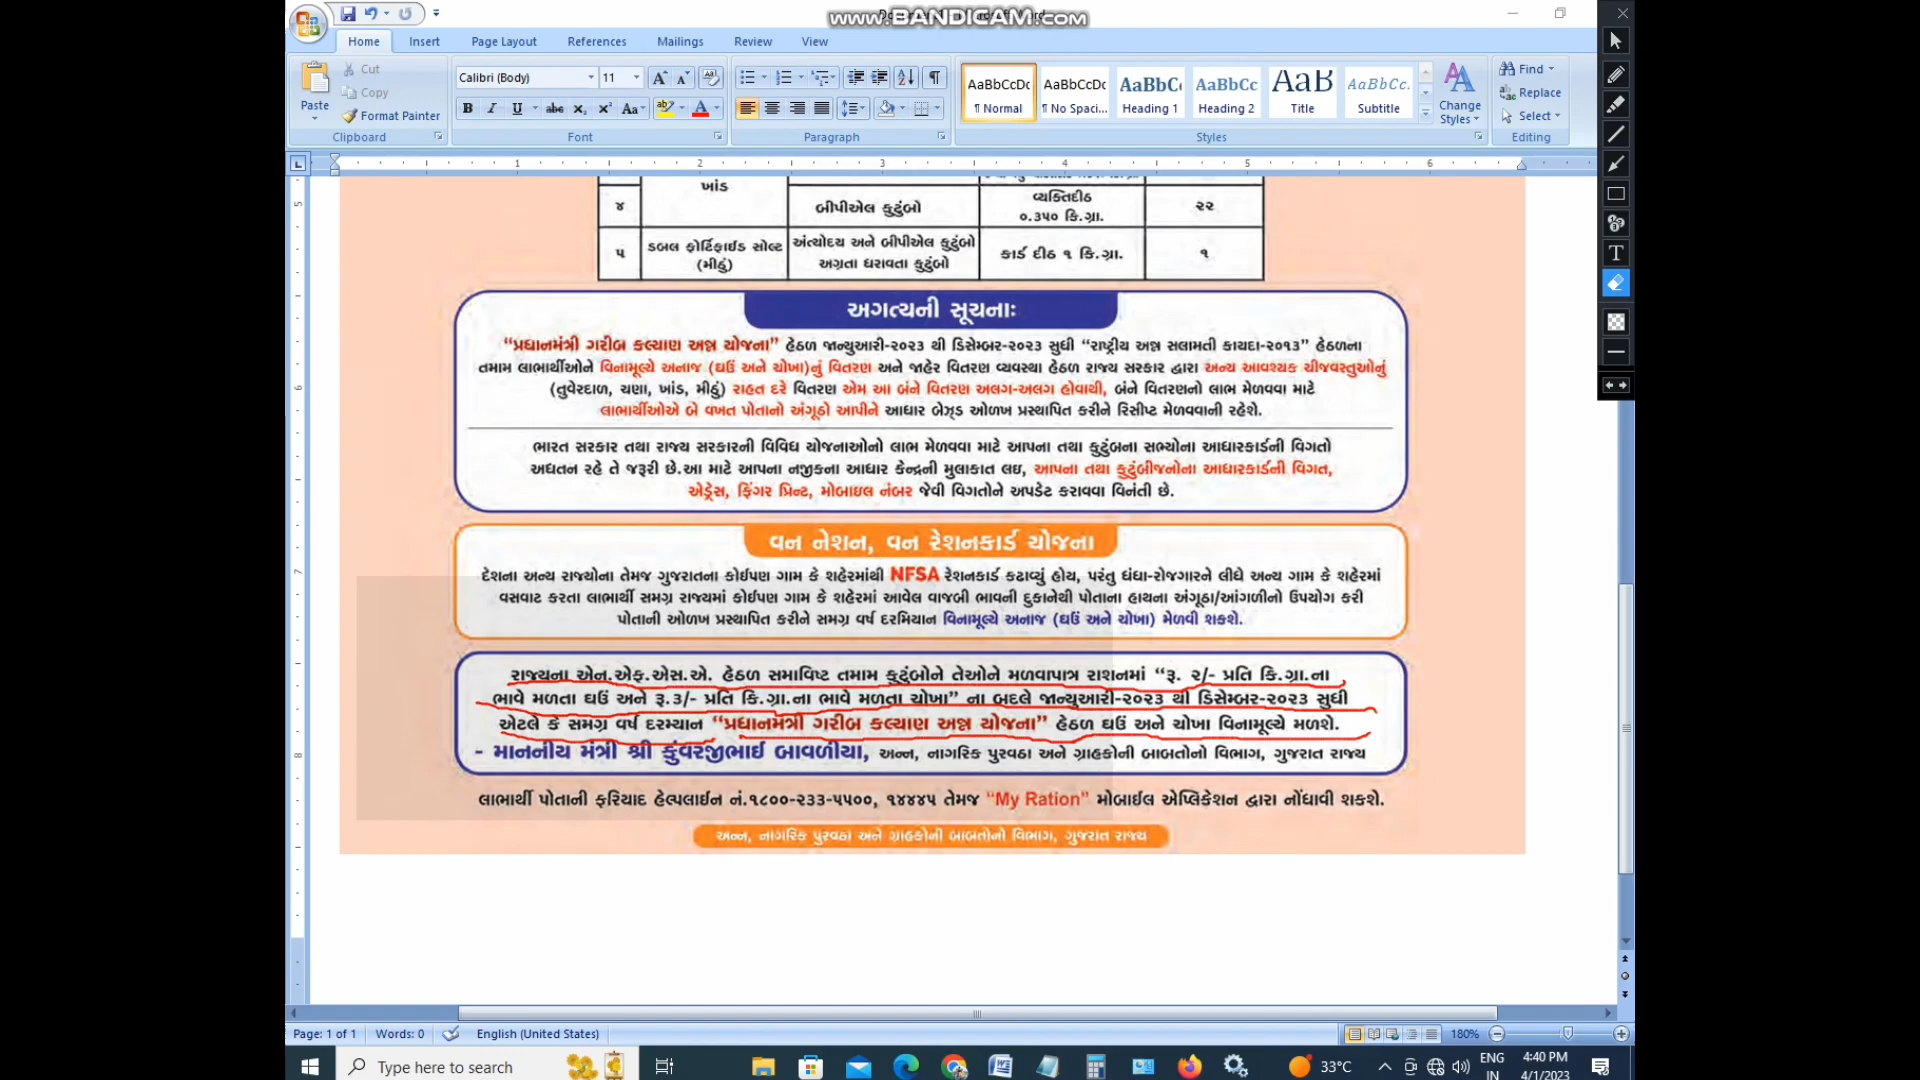 www.BANDICAM.com
Home Insert Page Layout References Mailings Review View
Cut
Copy
Paste
Format Painter
Calibri (Body) 11
AaBbCcDc AaBbCcDc AaBbC AaBbCc AaB AaBbCc.
¶ Normal ¶ No Spaci... Heading 1 Heading 2 Title Subtitle
Change Styles
Find
Replace
Select
Clipboard Font Paragraph Styles Editing
ખાંડ
૪ બીપીએલ કુટુંબો વ્યક્તિદીઠ ૦.૩૫૦ કિ.ગ્રા. ૨૨
૫ ડબલ ફોર્ટિફાઈડ સોલ્ટ (મીઠું) અંત્યોદય અને બીપીએલ કુટુંબો અગ્રતા ધરાવતા કુટુંબો કાર્ડ દીઠ ૧ કિ.ગ્રા. ૧
અગત્યની સૂચનાઃ
“પ્રધાનમંત્રી ગરીબ કલ્યાણ અન્ન યોજના” હેઠળ જાન્યુઆરી-૨૦૨૩ થી ડિસેમ્બર-૨૦૨૩ સુધી “રાષ્ટ્રીય અન્ન સલામતી કાયદા-૨૦૧૩” હેઠળના
તમામ લાભાર્થીઓને વિનામૂલ્યે અનાજ (ઘઉં અને ચોખા)નું વિતરણ અને જાહેર વિતરણ વ્યવસ્થા હેઠળ રાજ્ય સરકાર દ્વારા અન્ય આવશ્યક ચીજવસ્તુઓનું
(તુવેરદાળ, ચણા, ખાંડ, મીઠું) રાહત દરે વિતરણ એમ આ બંને વિતરણ અલગ-અલગ હોવાથી, બંને વિતરણનો લાભ મેળવવા માટે
લાભાર્થીઓએ બે વખત પોતાનો અંગૂઠો આપીને આધાર બેઝ્ડ ઓળખ પ્રસ્થાપિત કરીને રિસીપ્ટ મેળવવાની રહેશે.
ભારત સરકાર તથા રાજ્ય સરકારની વિવિધ યોજનાઓનો લાભ મેળવવા માટે આપના તથા કુટુંબના સભ્યોના આધારકાર્ડની વિગતો
અદ્યતન રહે તે જરૂરી છે.આ માટે આપના નજીકના આધાર કેન્દ્રની મુલાકાત લઇ, આપના તથા કુટુંબીજનોના આધારકાર્ડની વિગત,
એડ્રેસ, ફિંગર પ્રિન્ટ, મોબાઇલ નંબર જેવી વિગતોને અપડેટ કરાવવા વિનંતી છે.
વન નેશન, વન રેશનકાર્ડ યોજના
દેશના અન્ય રાજ્યોના તેમજ ગુજરાતના કોઈપણ ગામ કે શહેરમાંથી NFSA રેશનકાર્ડ કઢાવ્યું હોય, પરંતુ ધંધા-રોજગારને લીધે અન્ય ગામ કે શહેરમાં
વસવાટ કરતા લાભાર્થી સમગ્ર રાજ્યમાં કોઈપણ ગામ કે શહેરમાં આવેલ વાજબી ભાવની દુકાનેથી પોતાના હાથના અંગૂઠા/આંગળીનો ઉપયોગ કરી
પોતાની ઓળખ પ્રસ્થાપિત કરીને સમગ્ર વર્ષ દરમિયાન વિનામૂલ્યે અનાજ (ઘઉં અને ચોખા) મેળવી શકશે.
રાજ્યના એન.એફ.એસ.એ. હેઠળ સમાવિષ્ટ તમામ કુટુંબોને તેઓને મળવાપાત્ર રાશનમાં “રૂ. ૨/- પ્રતિ કિ.ગ્રા.ના
ભાવે મળતા ઘઉં અને રૂ.૩/- પ્રતિ કિ.ગ્રા.ના ભાવે મળતા ચોખા” ના બદલે જાન્યુઆરી-૨૦૨૩ થી ડિસેમ્બર-૨૦૨૩ સુધી
એટલે કે સમગ્ર વર્ષ દરમ્યાન “પ્રધાનમંત્રી ગરીબ કલ્યાણ અન્ન યોજના” હેઠળ ઘઉં અને ચોખા વિનામૂલ્યે મળશે.
- માનનીય મંત્રી શ્રી કુંવરજીભાઈ બાવળીયા, અન્ન, નાગરિક પુરવઠા અને ગ્રાહકોની બાબતોનો વિભાગ, ગુજરાત રાજ્ય
લાભાર્થી પોતાની ફરિયાદ હેલ્પલાઈન નં.૧૮૦૦-૨૩૩-૫૫૦૦, ૧૪૪૪૫ તેમજ “My Ration” મોબાઈલ એપ્લિકેશન દ્વારા નોંધાવી શકશે.
અન્ન, નાગરિક પુરવઠા અને ગ્રાહકોની બાબતોનો વિભાગ, ગુજરાત રાજ્ય
Page: 1 of 1 Words: 0 English (United States) 180%
Type here to search 33°C ENG IN 4:40 PM 4/1/2023